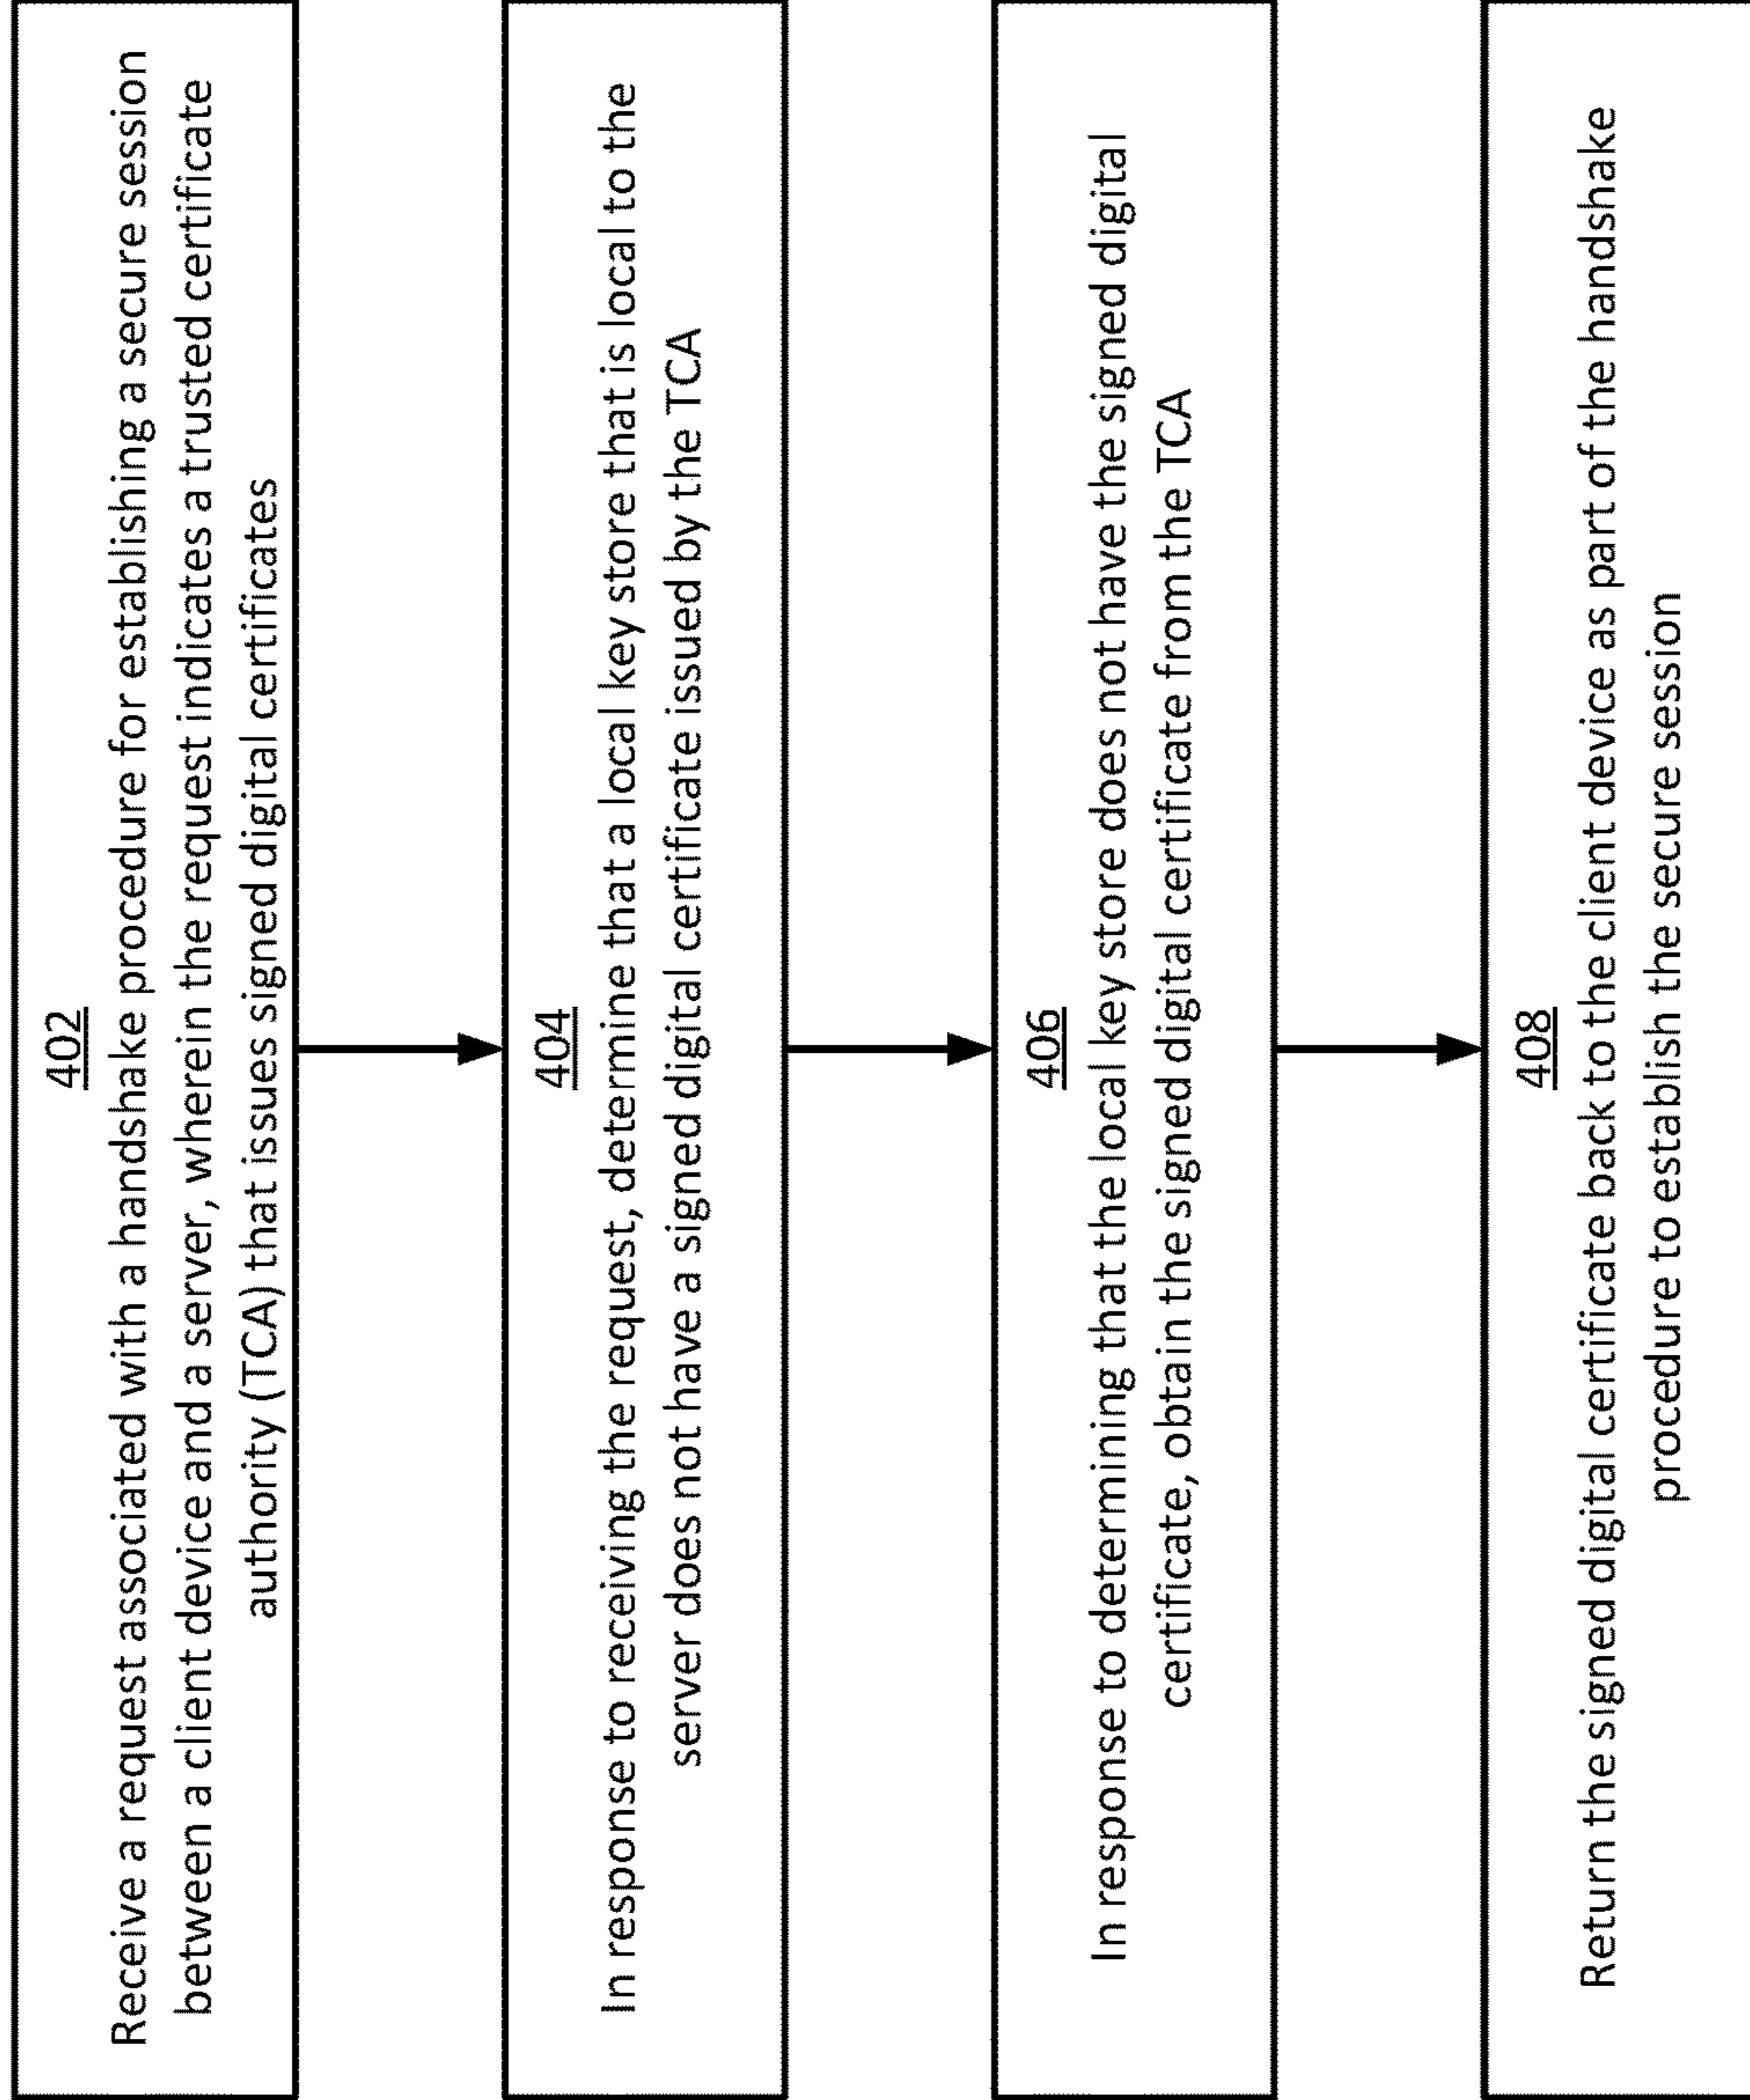 402
Receive a request associated with a handshake procedure for establishing a secure session
between a client device and a server, wherein the request indicates a trusted certificate
authority (TCA) that issues signed digital certificates
404
In response to receiving the request, determine that a local key store that is local to the
server does not have a signed digital certificate issued by the TCA
406
In response to determining that the local key store does not have the signed digital
certificate, obtain the signed digital certificate from the TCA
408
Return the signed digital certificate back to the client device as part of the handshake
procedure to establish the secure session